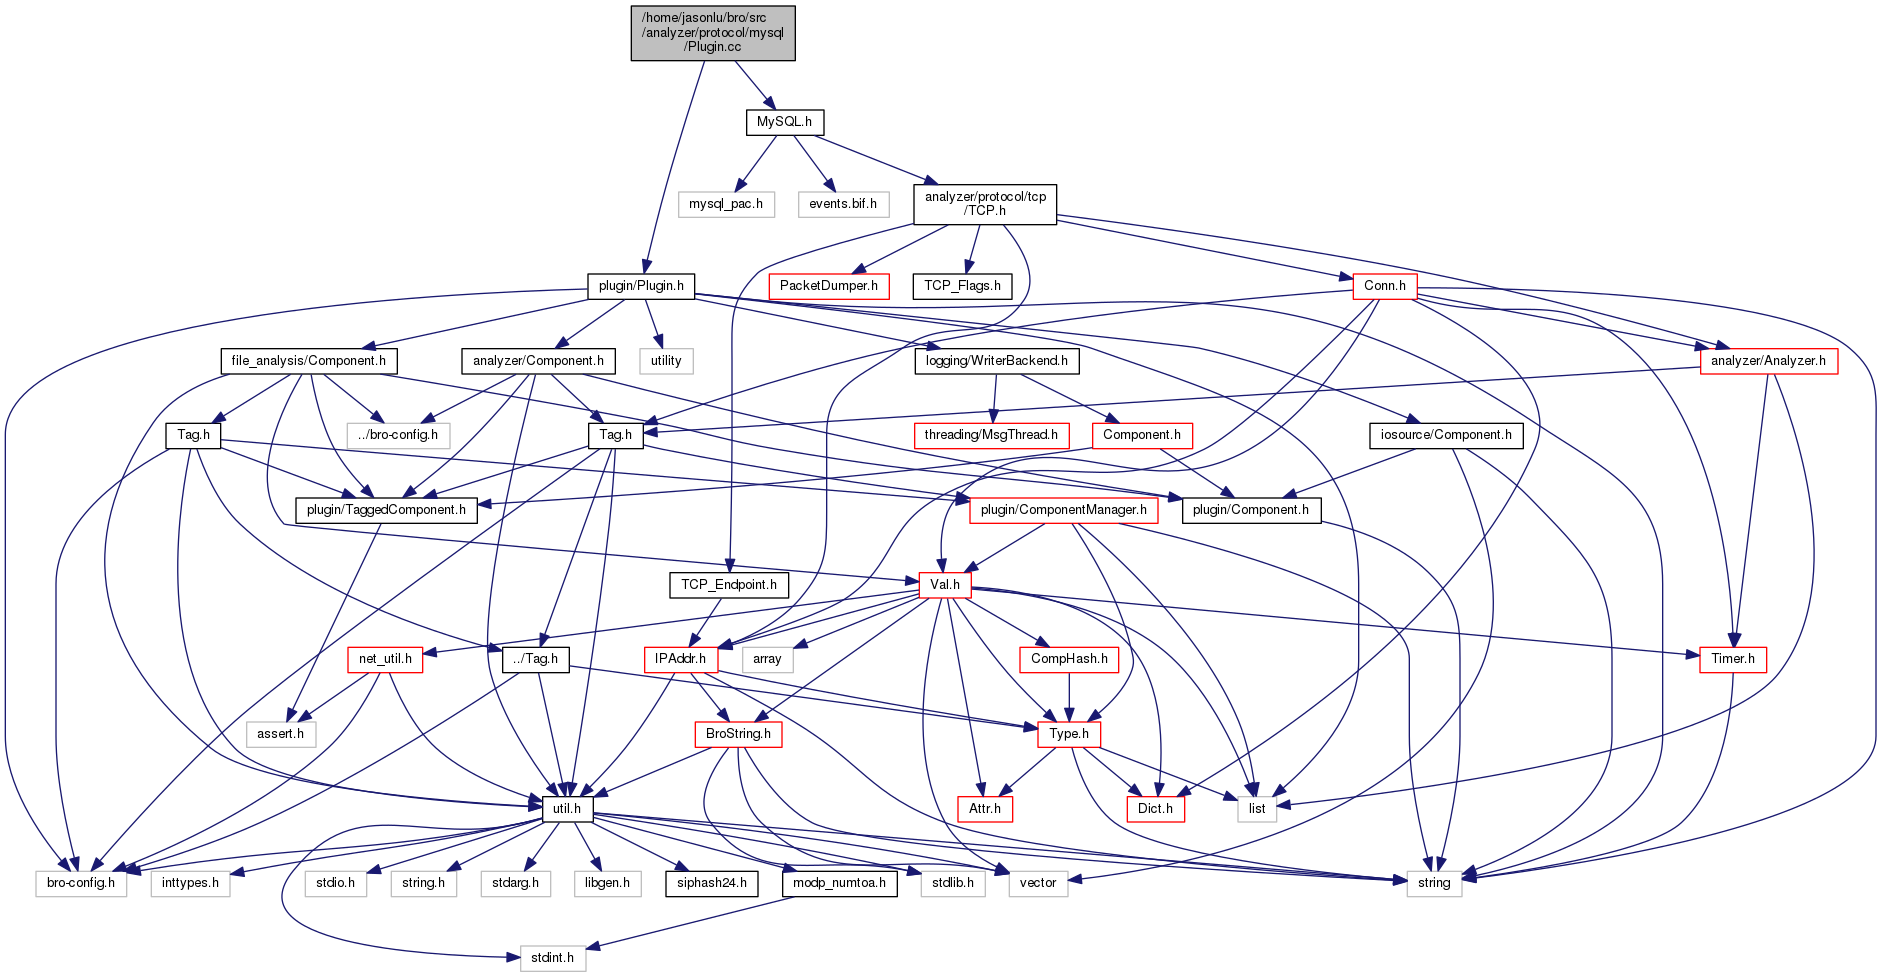 /home/jasonlu/bro/src
/analyzer/protocol/mysql
/Plugin.cc
MySQL.h
mysql_pac.h
events.bif.h
analyzer/protocol/tcp
/TCP.h
plugin/Plugin.h
PacketDumper.h
TCP_Flags.h
Conn.h
file_analysis/Component.h
analyzer/Component.h
utility
logging/WriterBackend.h
analyzer/Analyzer.h
Tag.h
../bro-config.h
Tag.h
threading/MsgThread.h
Component.h
iosource/Component.h
plugin/TaggedComponent.h
plugin/ComponentManager.h
plugin/Component.h
TCP_Endpoint.h
Val.h
net_util.h
../Tag.h
IPAddr.h
array
CompHash.h
Timer.h
assert.h
BroString.h
Type.h
util.h
Attr.h
Dict.h
list
bro-config.h
inttypes.h
stdio.h
string.h
stdarg.h
libgen.h
siphash24.h
modp_numtoa.h
stdlib.h
vector
string
stdint.h